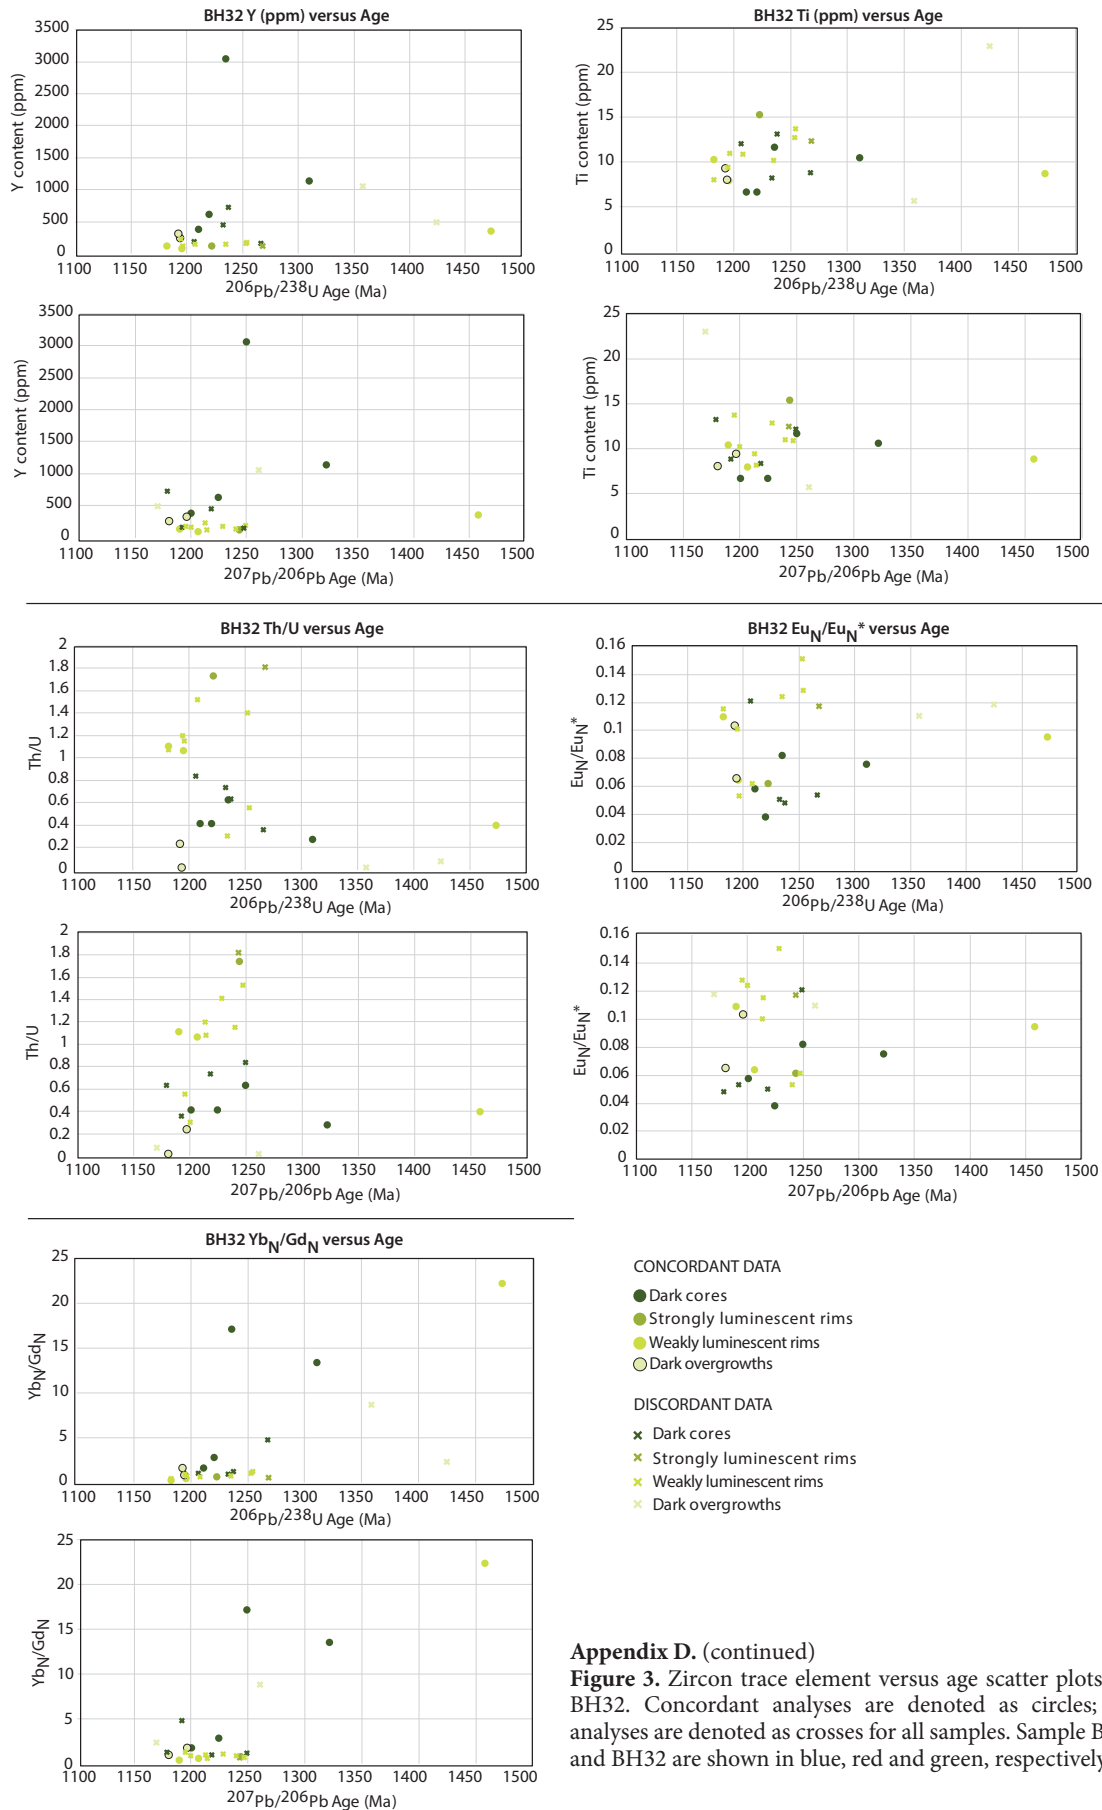 BH32 Y (ppm) versus Age
Y content (ppm)
3500
3000
2500
2000
1500
1000
500
0
1100 1150 1200 1250 1300 1350 1400 1450 1500
206Pb/238U Age (Ma)
BH32 Ti (ppm) versus Age
Ti content (ppm)
25
20
15
10
5
0
1100 1150 1200 1250 1300 1350 1400 1450 1500
206Pb/238U Age (Ma)
Y content (ppm)
3500
3000
2500
2000
1500
1000
500
0
1100 1150 1200 1250 1300 1350 1400 1450 1500
207Pb/206Pb Age (Ma)
Ti content (ppm)
25
20
15
10
5
0
1100 1150 1200 1250 1300 1350 1400 1450 1500
207Pb/206Pb Age (Ma)
BH32 Th/U versus Age
Th/U
2
1.8
1.6
1.4
1.2
1
0.8
0.6
0.4
0.2
0
1100 1150 1200 1250 1300 1350 1400 1450 1500
206Pb/238U Age (Ma)
BH32 EuN/EuN* versus Age
EuN/EuN*
0.16
0.14
0.12
0.1
0.08
0.06
0.04
0.02
0
1100 1150 1200 1250 1300 1350 1400 1450 1500
206Pb/238U Age (Ma)
Th/U
2
1.8
1.6
1.4
1.2
1
0.8
0.6
0.4
0.2
0
1100 1150 1200 1250 1300 1350 1400 1450 1500
207Pb/206Pb Age (Ma)
EuN/EuN*
0.16
0.14
0.12
0.1
0.08
0.06
0.04
0.02
0
1100 1150 1200 1250 1300 1350 1400 1450 1500
207Pb/206Pb Age (Ma)
BH32 YbN/GdN versus Age
YbN/GdN
25
20
15
10
5
0
1100 1150 1200 1250 1300 1350 1400 1450 1500
206Pb/238U Age (Ma)
YbN/GdN
25
20
15
10
5
0
1100 1150 1200 1250 1300 1350 1400 1450 1500
207Pb/206Pb Age (Ma)
CONCORDANT DATA
Dark cores
Strongly luminescent rims
Weakly luminescent rims
Dark overgrowths
DISCORDANT DATA
Dark cores
Strongly luminescent rims
Weakly luminescent rims
Dark overgrowths
Appendix D. (continued)
Figure 3. Zircon trace element versus age scatter plots
BH32. Concordant analyses are denoted as circles;
analyses are denoted as crosses for all samples. Sample B
and BH32 are shown in blue, red and green, respectively